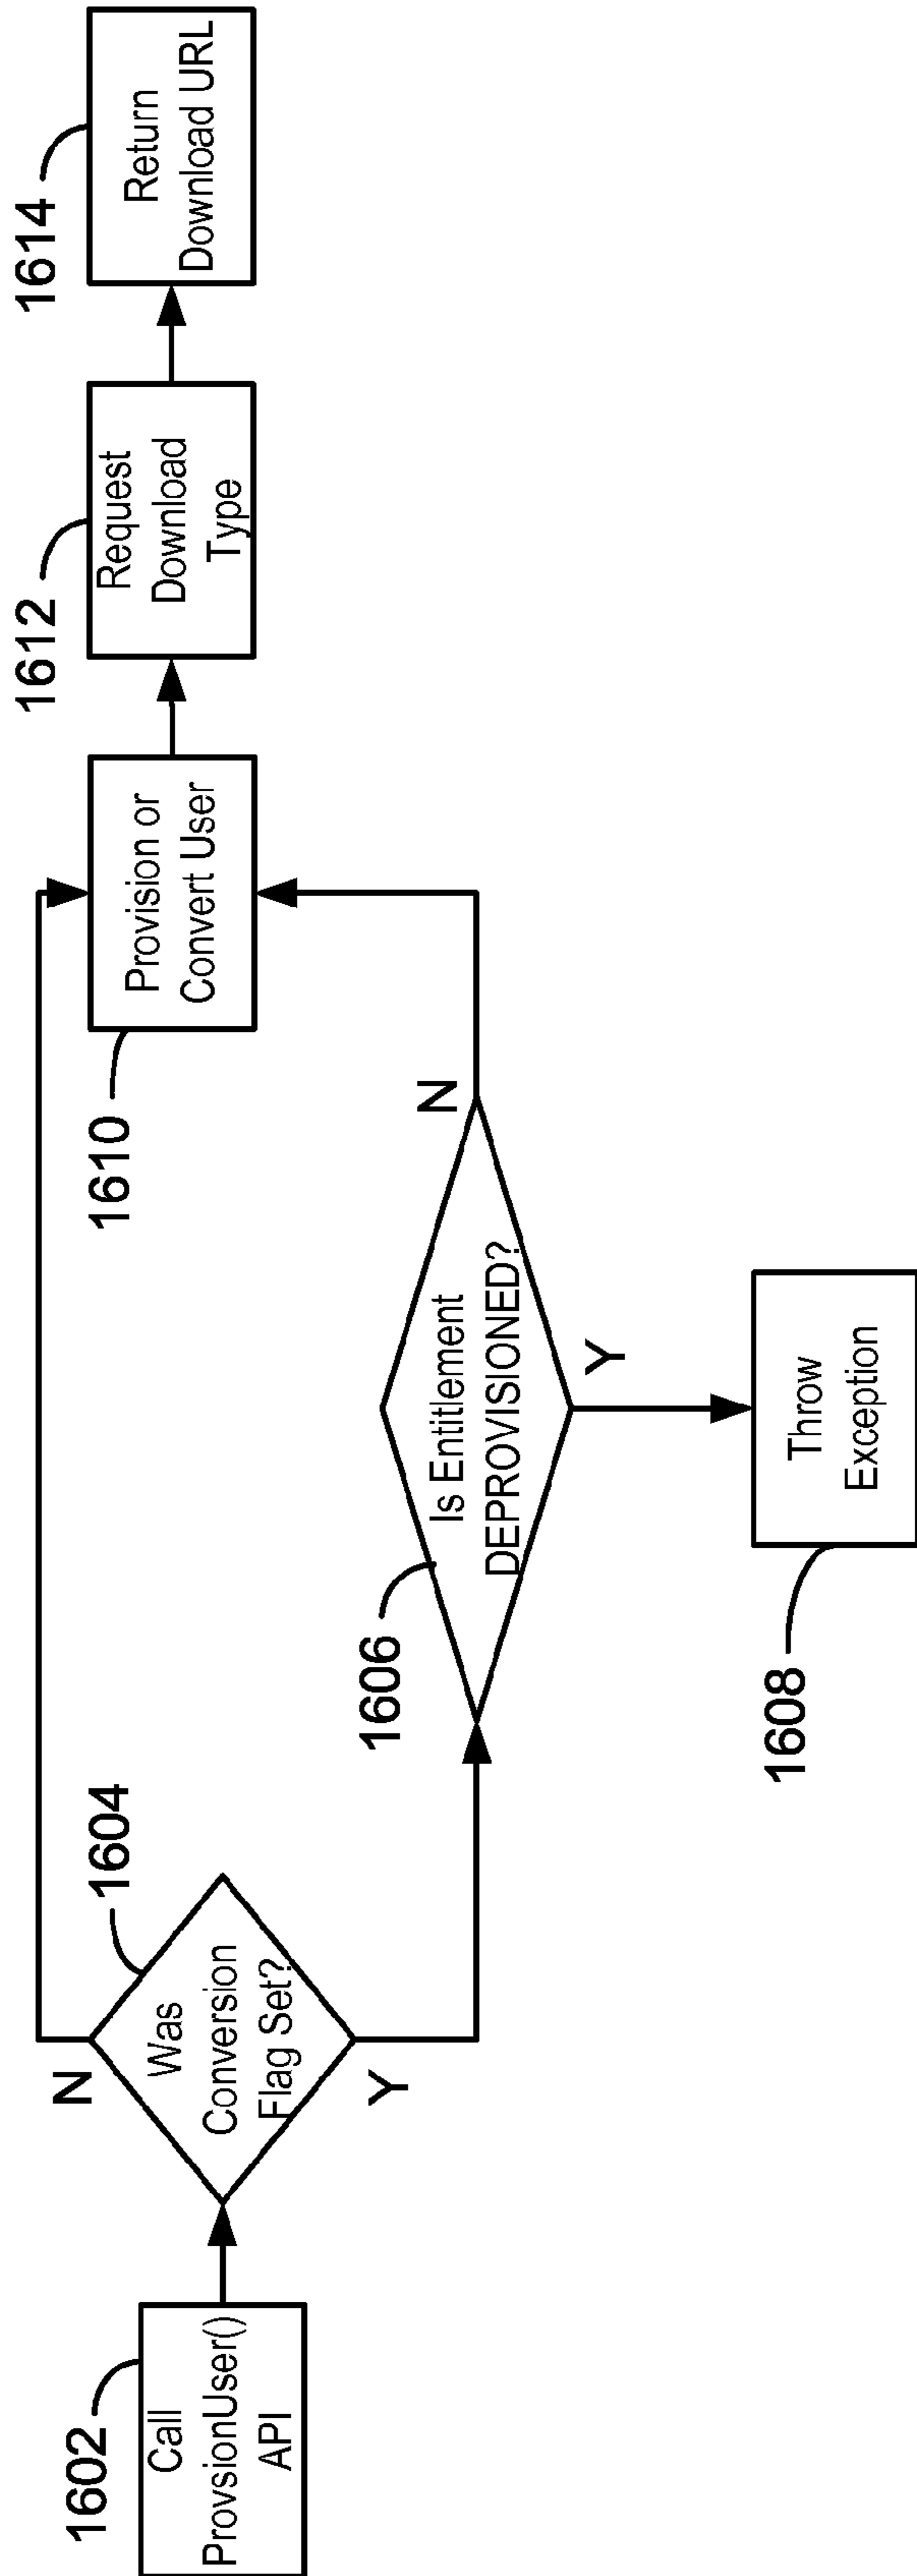 1602
Call
ProvsionUser()
API
1604
Was
Conversion
Flag Set?
N
Y
1606
Is Entitlement
DEPROVISIONED?
N
Y
1608
Throw
Exception
1610
Provision or
Convert User
1612
Request
Download
Type
1614
Return
Download URL